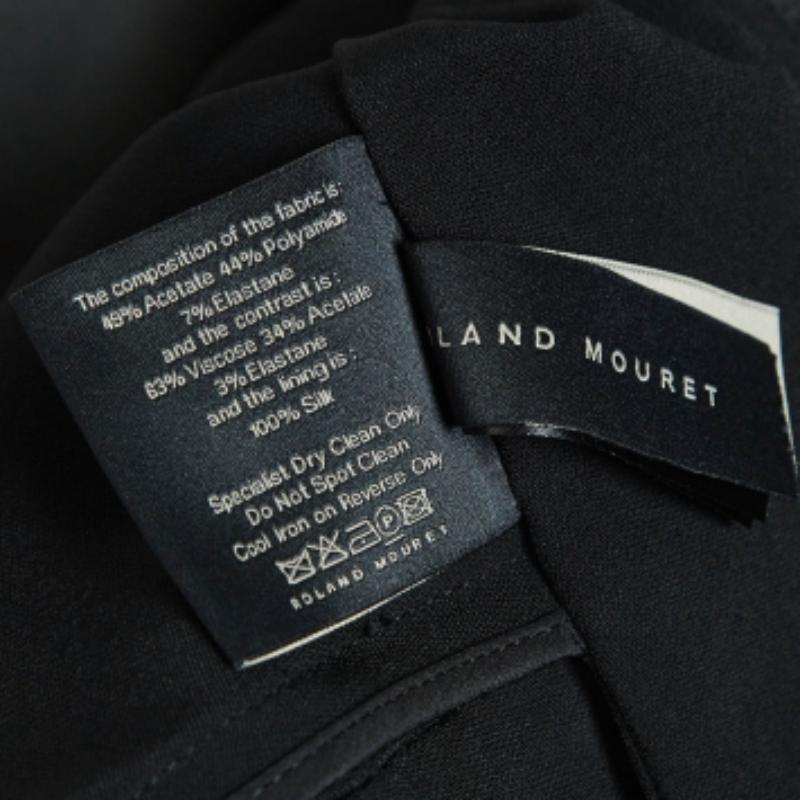 The composition of the fabric is:
49% Acetate 44% Polyamide
7% Elastane
and the contrast is:
63% Viscose 34% Acetate
3% Elastane
and the lining is:
100% Silk
Specialist Dry Clean Only
Do Not Spot Clean
Cool Iron on Reverse Only
P
ROLAND MOURET
LAND MOURET